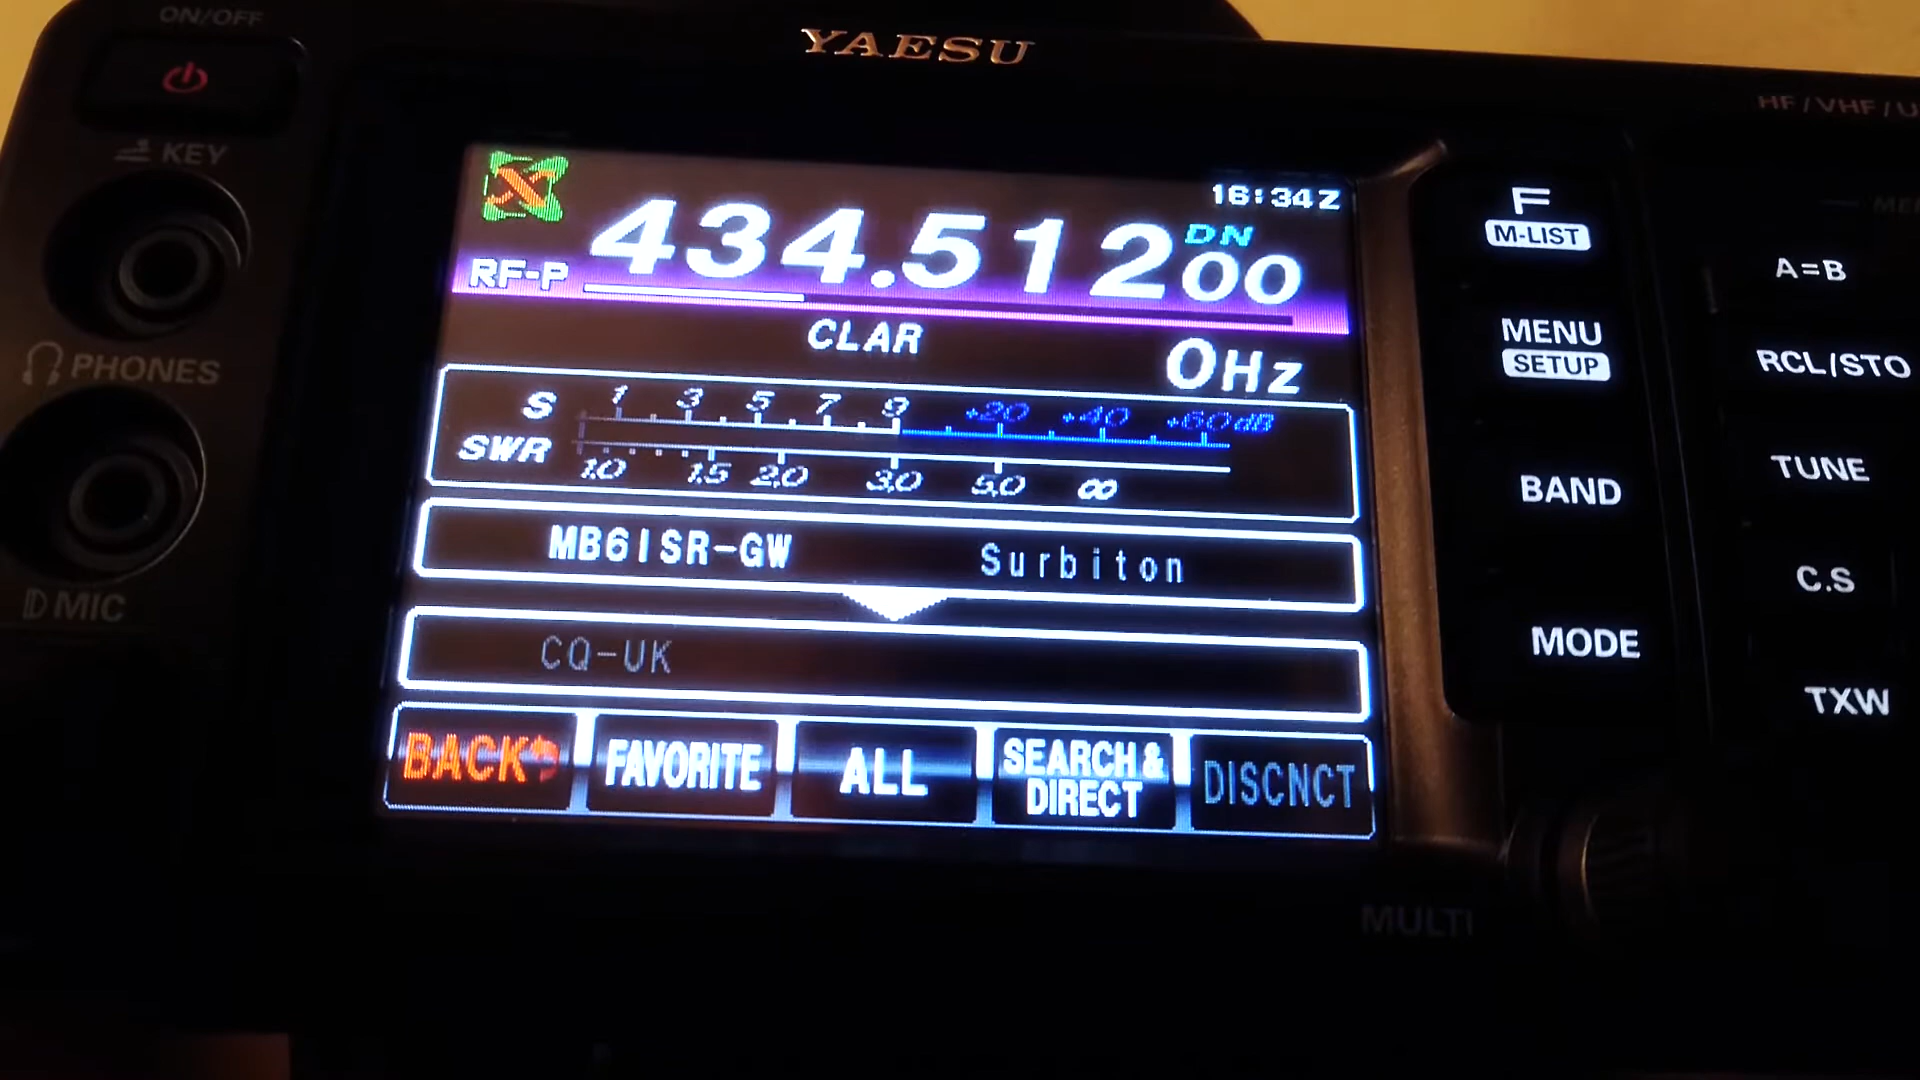 ON/OFF
YAESU
HF / VHF / U
KEY
PHONES
MIC
16:34Z
434.51200
DN
RF-P
CLAR
0Hz
S 1 3 5 7 9 +20 +40 +60dB
SWR 1.0 1.5 2.0 3.0 5.0 ∞
MB6ISR-GW Surbiton
CQ-UK
BACK
FAVORITE
ALL
SEARCH &
DIRECT
DISCNCT
F
M-LIST
MENU
SETUP
BAND
MODE
A=B
RCL/STO
TUNE
C.S
TXW
MULTI